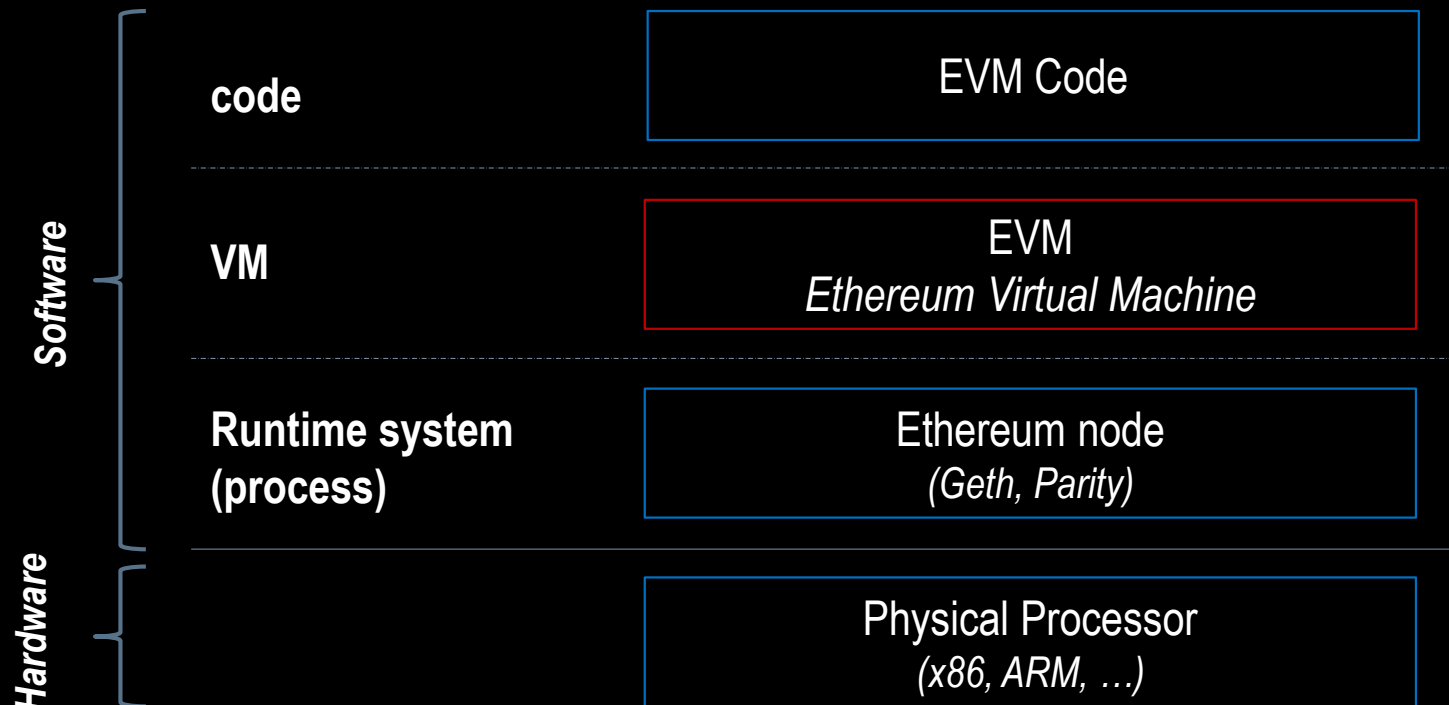 Software
code
EVM Code
VM
EVM
Ethereum Virtual Machine
Runtime system
(process)
Ethereum node
(Geth, Parity)
Hardware
Physical Processor
(x86, ARM, …)